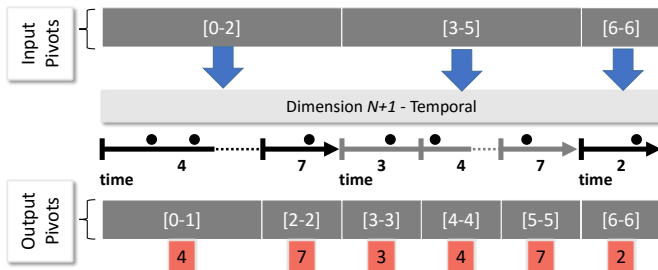 Input
Pivots
[0-2] [3-5] [6-6]
Dimension N+1 - Temporal
4 7 3 4 7 2
time time time
Output
Pivots
[0-1] [2-2] [3-3] [4-4] [5-5] [6-6]
4 7 3 4 7 2